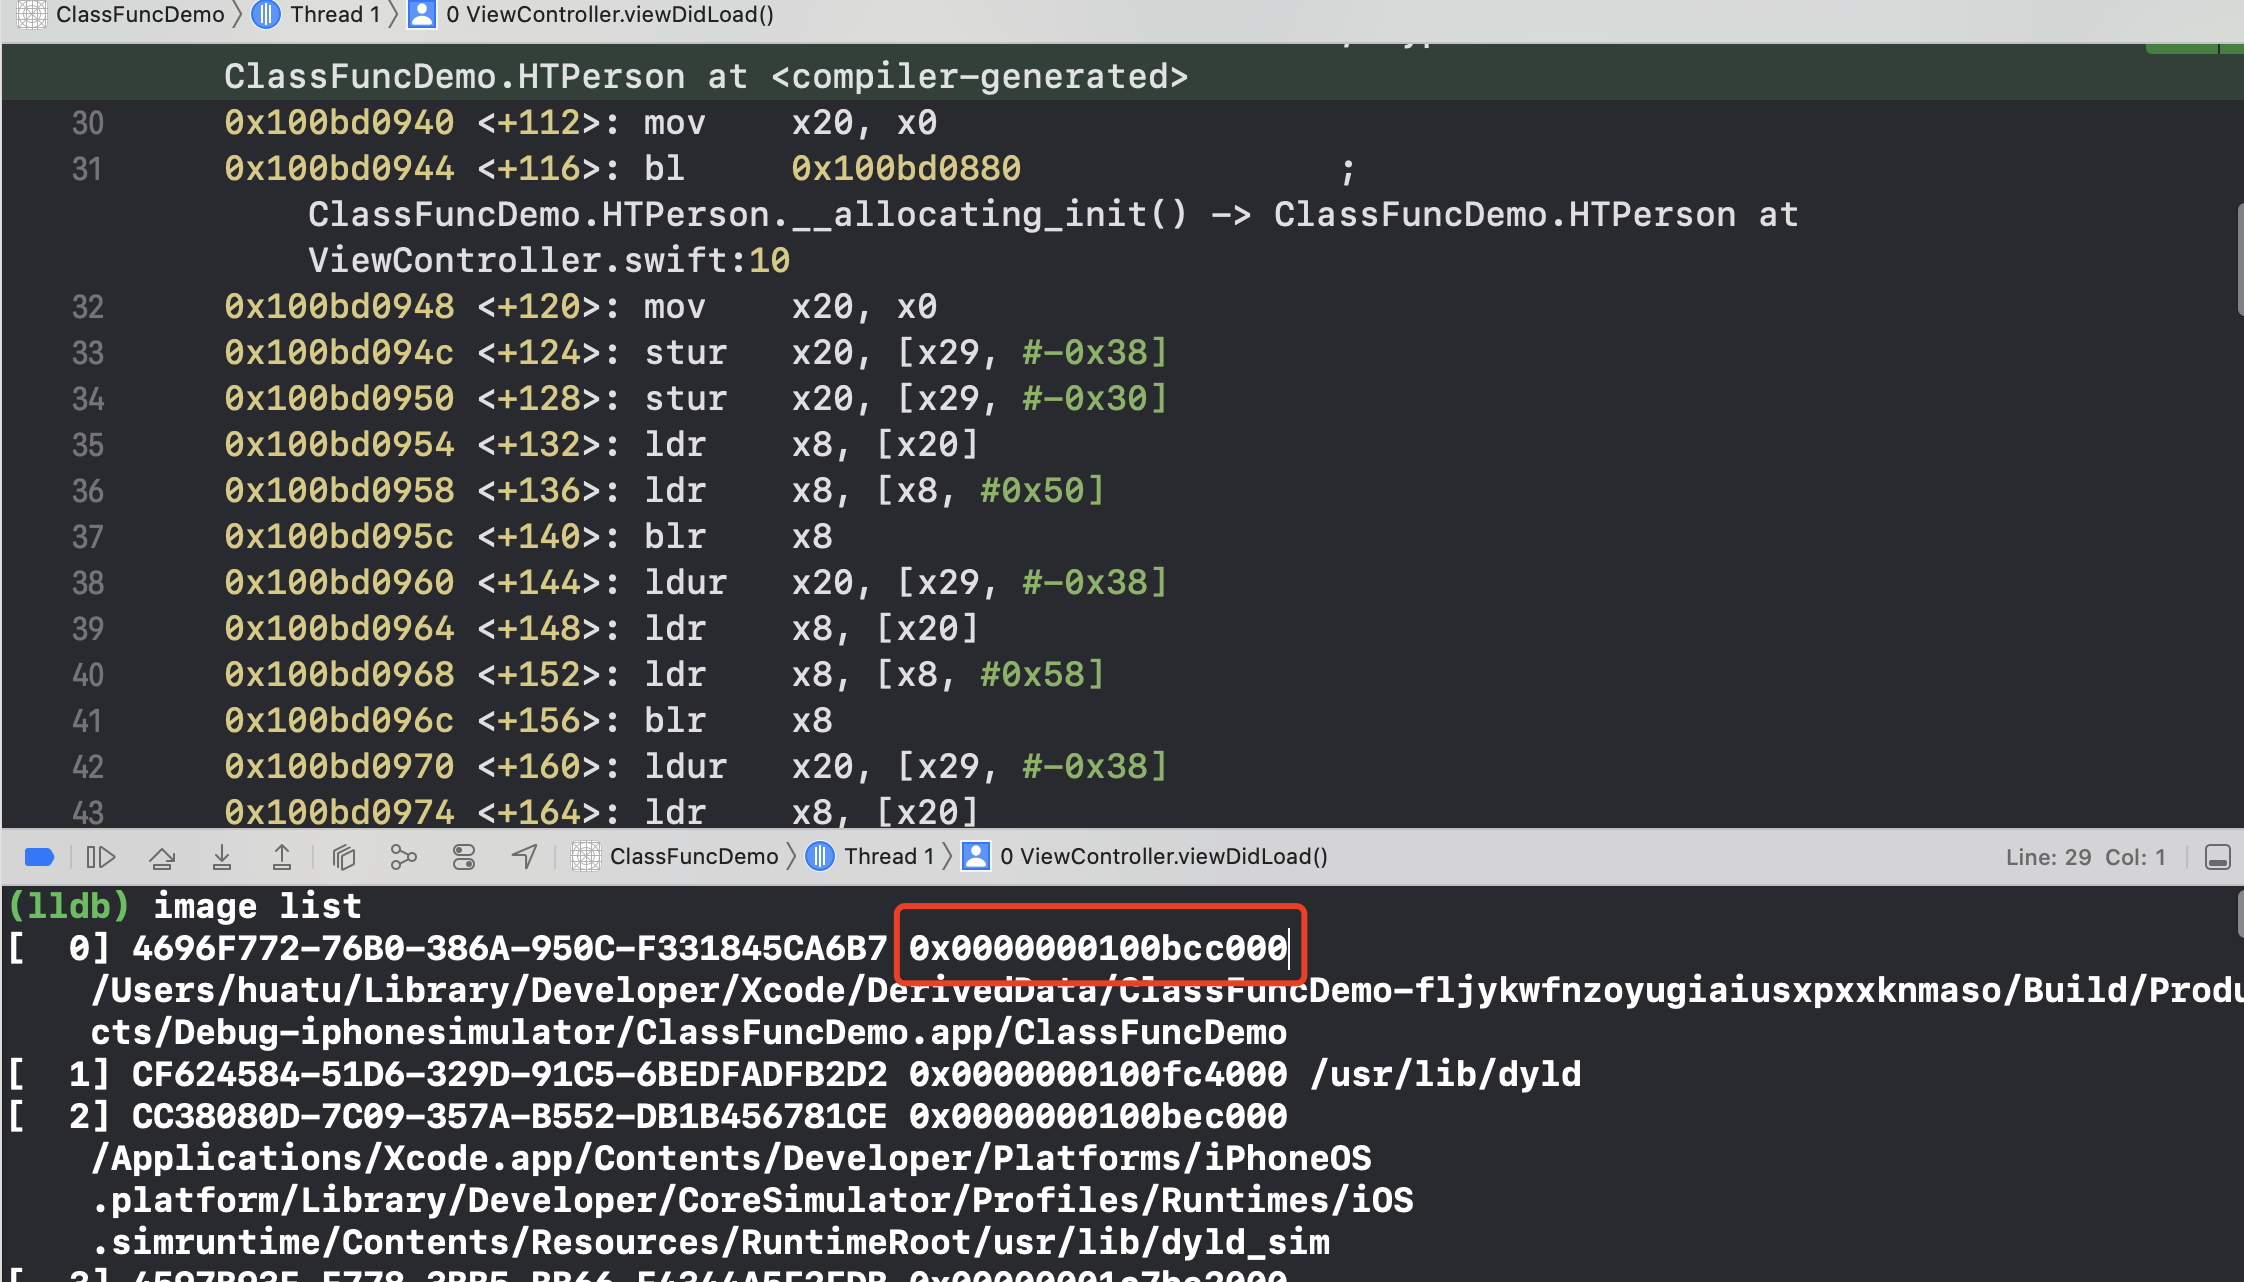 ClassFuncDemo 〉 Thread 1 〉 0 ViewController.viewDidLoad()
ClassFuncDemo.HTPerson at <compiler-generated>
30 0x100bd0940 <+112>: mov x20, x0
31 0x100bd0944 <+116>: bl 0x100bd0880 ;
ClassFuncDemo.HTPerson.__allocating_init() -> ClassFuncDemo.HTPerson at
ViewController.swift:10
32 0x100bd0948 <+120>: mov x20, x0
33 0x100bd094c <+124>: stur x20, [x29, #-0x38]
34 0x100bd0950 <+128>: stur x20, [x29, #-0x30]
35 0x100bd0954 <+132>: ldr x8, [x20]
36 0x100bd0958 <+136>: ldr x8, [x8, #0x50]
37 0x100bd095c <+140>: blr x8
38 0x100bd0960 <+144>: ldur x20, [x29, #-0x38]
39 0x100bd0964 <+148>: ldr x8, [x20]
40 0x100bd0968 <+152>: ldr x8, [x8, #0x58]
41 0x100bd096c <+156>: blr x8
42 0x100bd0970 <+160>: ldur x20, [x29, #-0x38]
43 0x100bd0974 <+164>: ldr x8, [x20]
ClassFuncDemo 〉 Thread 1 〉 0 ViewController.viewDidLoad() Line: 29 Col: 1
(lldb) image list
[  0] 4696F772-76B0-386A-950C-F331845CA6B7 0x0000000100bcc000
/Users/huatu/Library/Developer/Xcode/DerivedData/ClassFuncDemo-fljykwfnzoyugiaiusxpxxknmaso/Build/Produ
cts/Debug-iphonesimulator/ClassFuncDemo.app/ClassFuncDemo
[  1] CF624584-51D6-329D-91C5-6BEDFADFB2D2 0x0000000100fc4000 /usr/lib/dyld
[  2] CC38080D-7C09-357A-B552-DB1B456781CE 0x0000000100bec000
/Applications/Xcode.app/Contents/Developer/Platforms/iPhoneOS
.platform/Library/Developer/CoreSimulator/Profiles/Runtimes/iOS
.simruntime/Contents/Resources/RuntimeRoot/usr/lib/dyld_sim